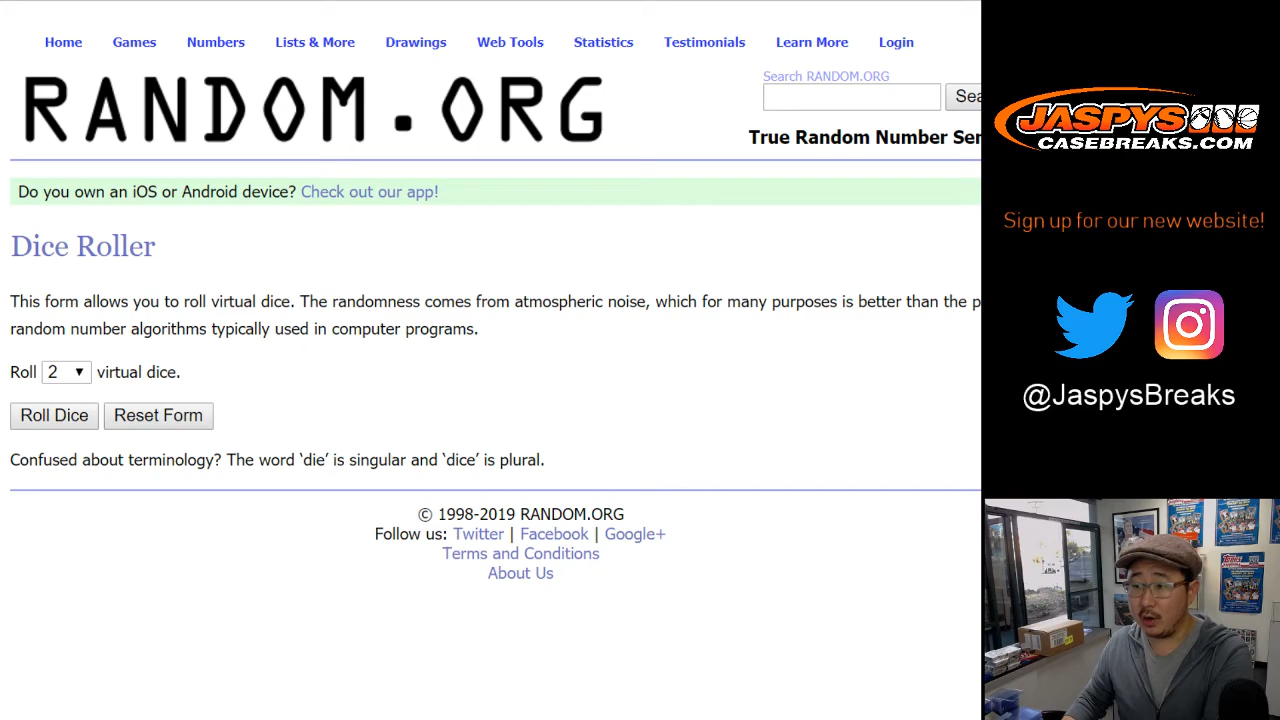 Home Games Numbers Lists & More Drawings Web Tools Statistics Testimonials Learn More Login
RANDOM.ORG
Search RANDOM.ORG
Sea
True Random Number Ser
Do you own an iOS or Android device? Check out our app!
Dice Roller
This form allows you to roll virtual dice. The randomness comes from atmospheric noise, which for many purposes is better than the p
random number algorithms typically used in computer programs.
Roll 2 virtual dice.
Roll Dice Reset Form
Confused about terminology? The word ‘die’ is singular and ‘dice’ is plural.
© 1998-2019 RANDOM.ORG
Follow us: Twitter | Facebook | Google+
Terms and Conditions
About Us
JASPYS
CASEBREAKS.COM
Sign up for our new website!
@JaspysBreaks